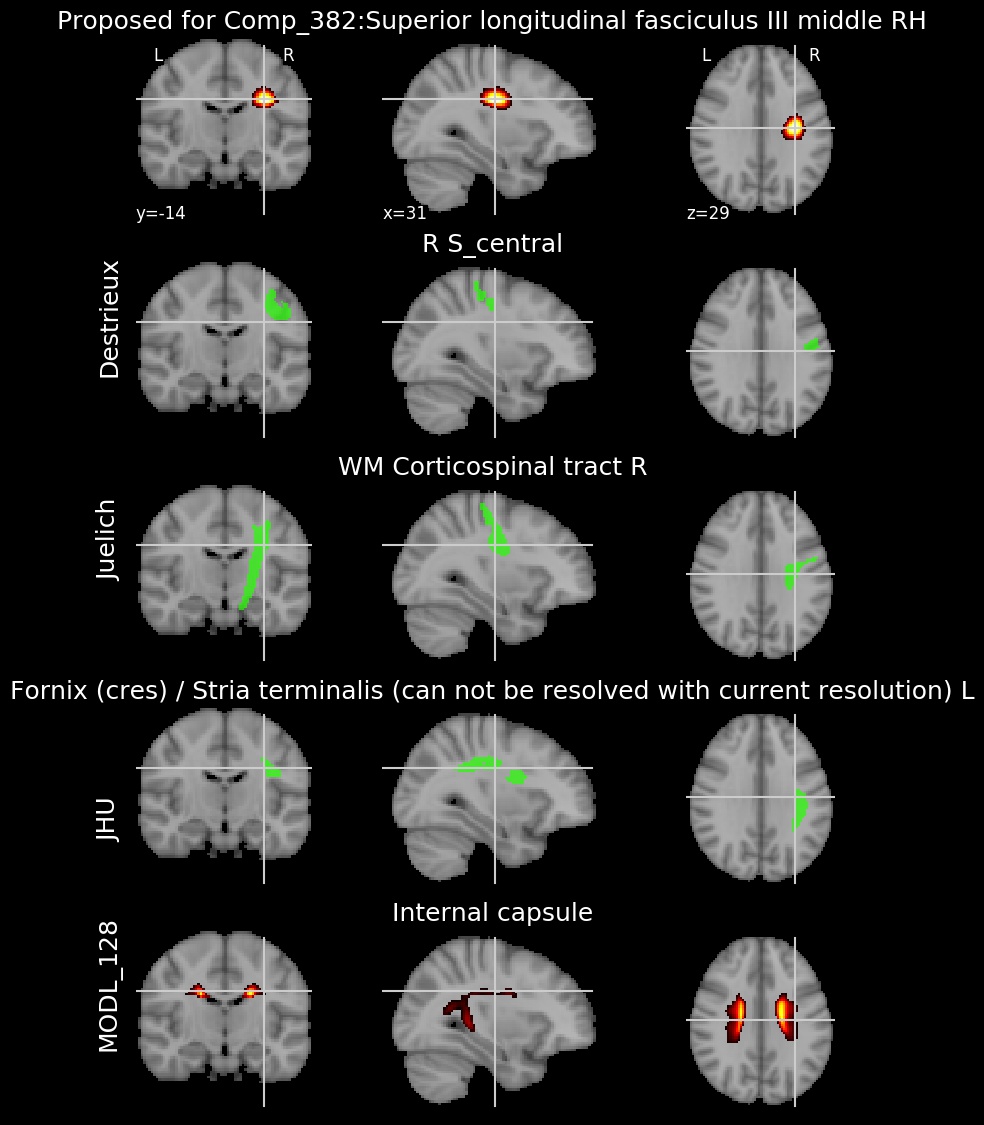 Proposed for Comp_382:Superior longitudinal fasciculus III middle RH
L R L R
y=-14 x=31 z=29
R S_central
Destrieux
WM Corticospinal tract R
Juelich
Fornix (cres) / Stria terminalis (can not be resolved with current resolution) L
JHU
Internal capsule
MODL_128